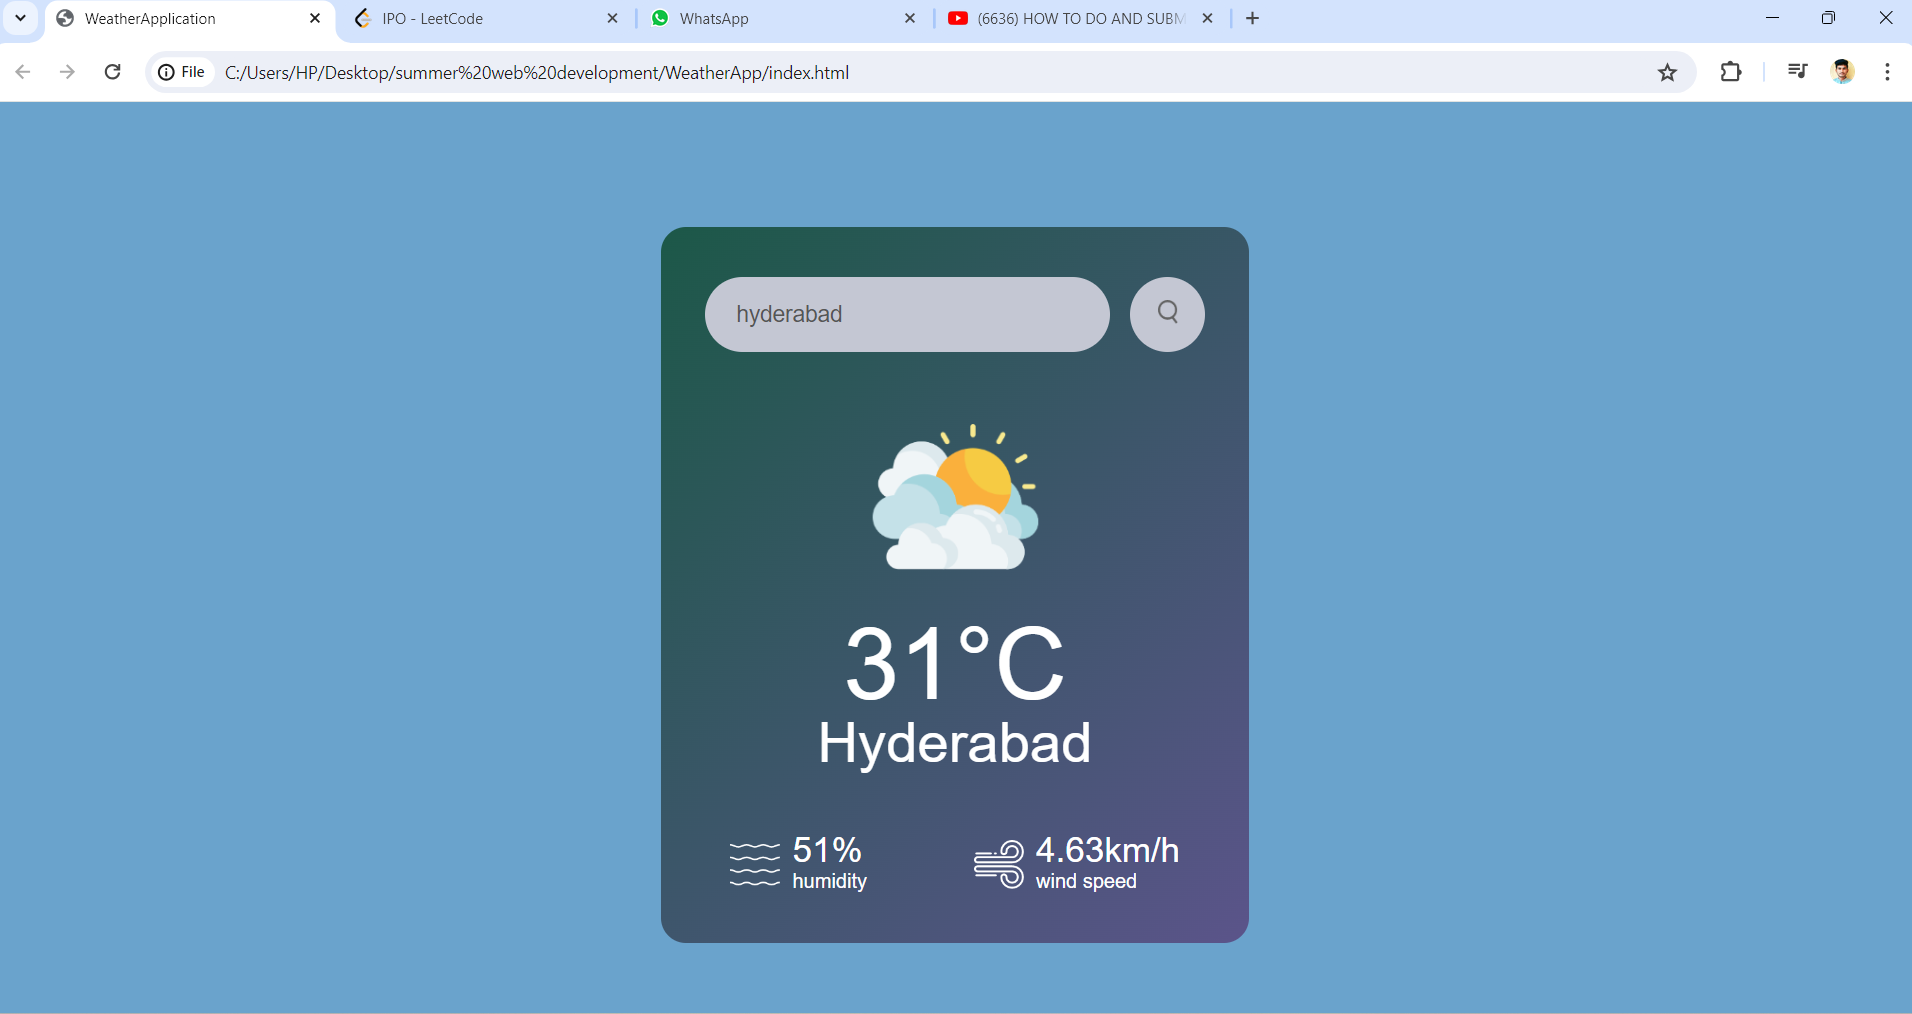 WeatherApplication
IPO - LeetCode
WhatsApp
(6636) HOW TO DO AND SUBM
File
C:/Users/HP/Desktop/summer%20web%20development/WeatherApp/index.html
hyderabad
31°C
Hyderabad
51%
humidity
4.63km/h
wind speed